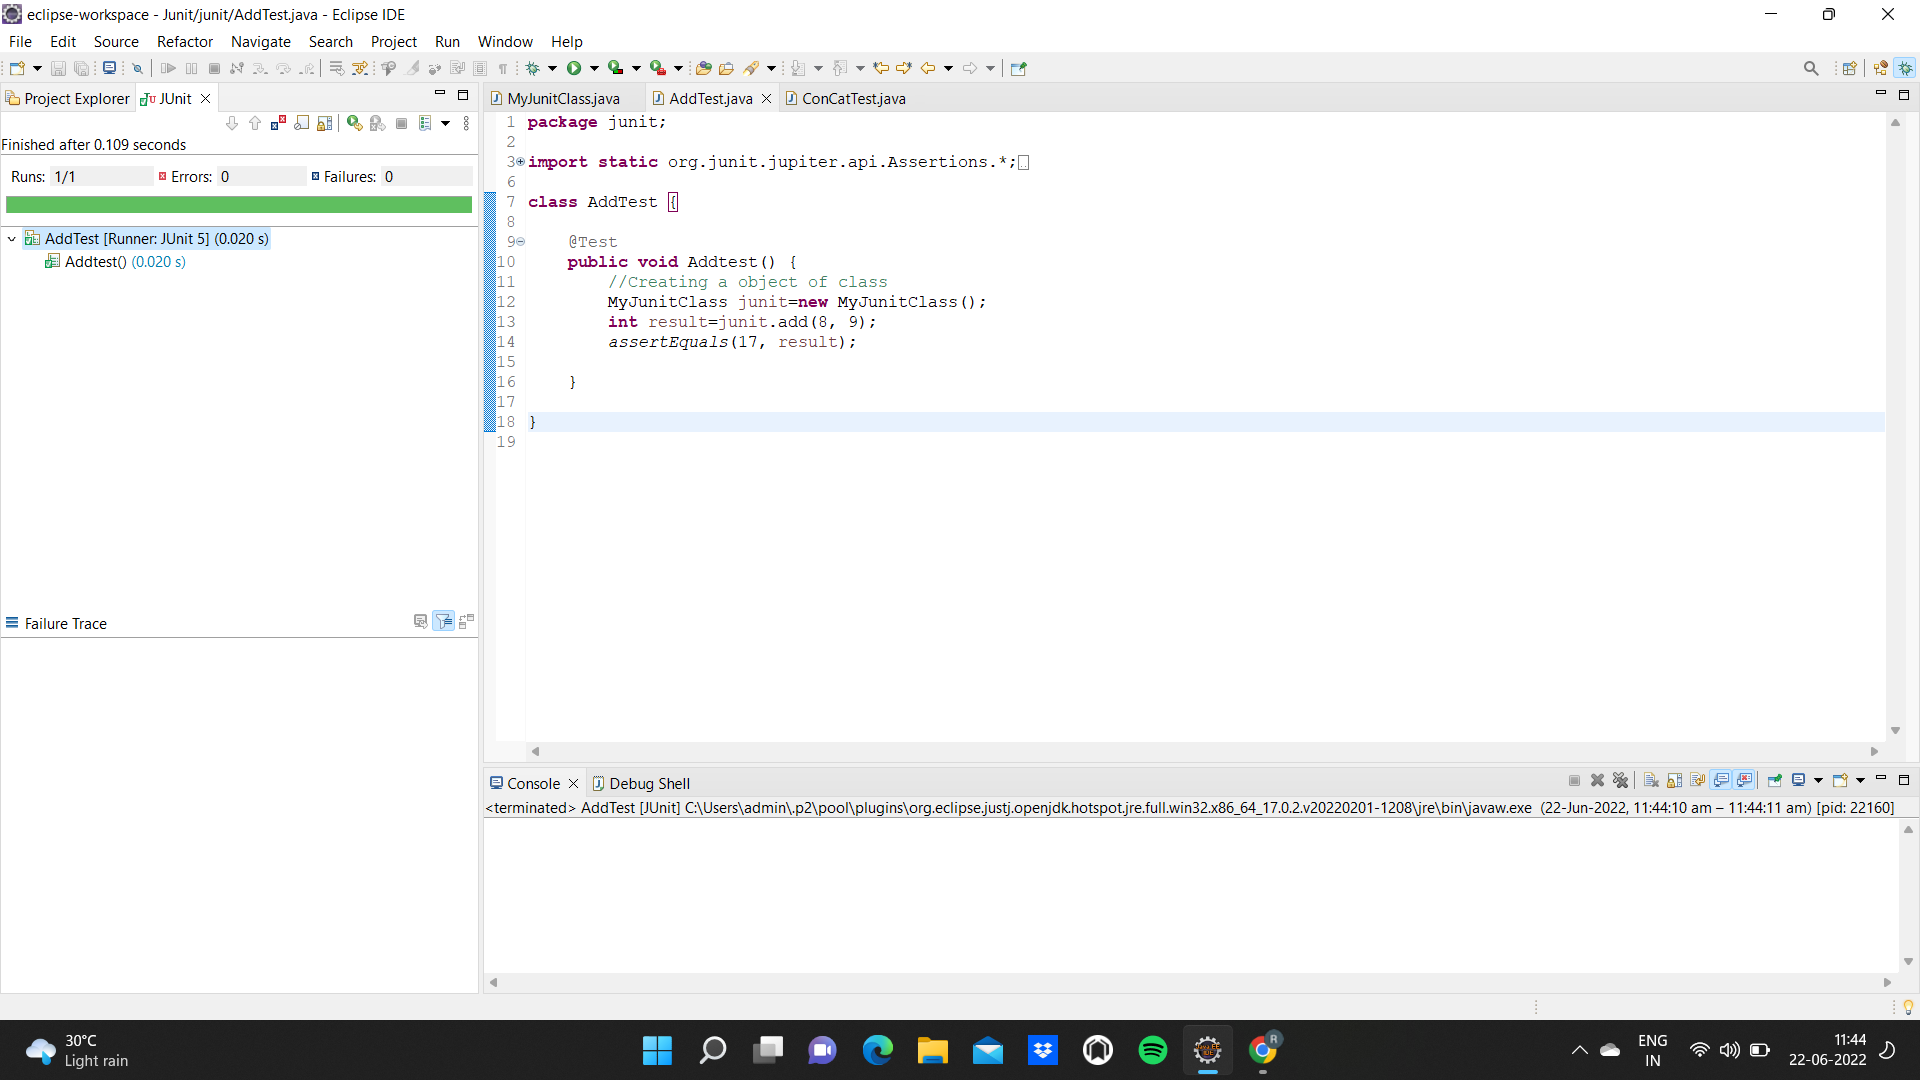 eclipse-workspace - Junit/junit/AddTest.java - Eclipse IDE
File Edit Source Refactor Navigate Search Project Run Window Help
Project Explorer JUnit
Finished after 0.109 seconds
Runs: 1/1 Errors: 0 Failures: 0
AddTest [Runner: JUnit 5] (0.020 s)
Addtest() (0.020 s)
Failure Trace
MyJunitClass.java AddTest.java ConCatTest.java
1 package junit;
2
3 import static org.junit.jupiter.api.Assertions.*;
6
7 class AddTest {
8
9 @Test
10 public void Addtest() {
11 //Creating a object of class
12 MyJunitClass junit=new MyJunitClass();
13 int result=junit.add(8, 9);
14 assertEquals(17, result);
15
16 }
17
18 }
19
Console Debug Shell
<terminated> AddTest [JUnit] C:\Users\admin\.p2\pool\plugins\org.eclipse.justj.openjdk.hotspot.jre.full.win32.x86_64_17.0.2.v20220201-1208\jre\bin\javaw.exe (22-Jun-2022, 11:44:10 am – 11:44:11 am) [pid: 22160]
30°C
Light rain
R
ENG
IN
11:44
22-06-2022